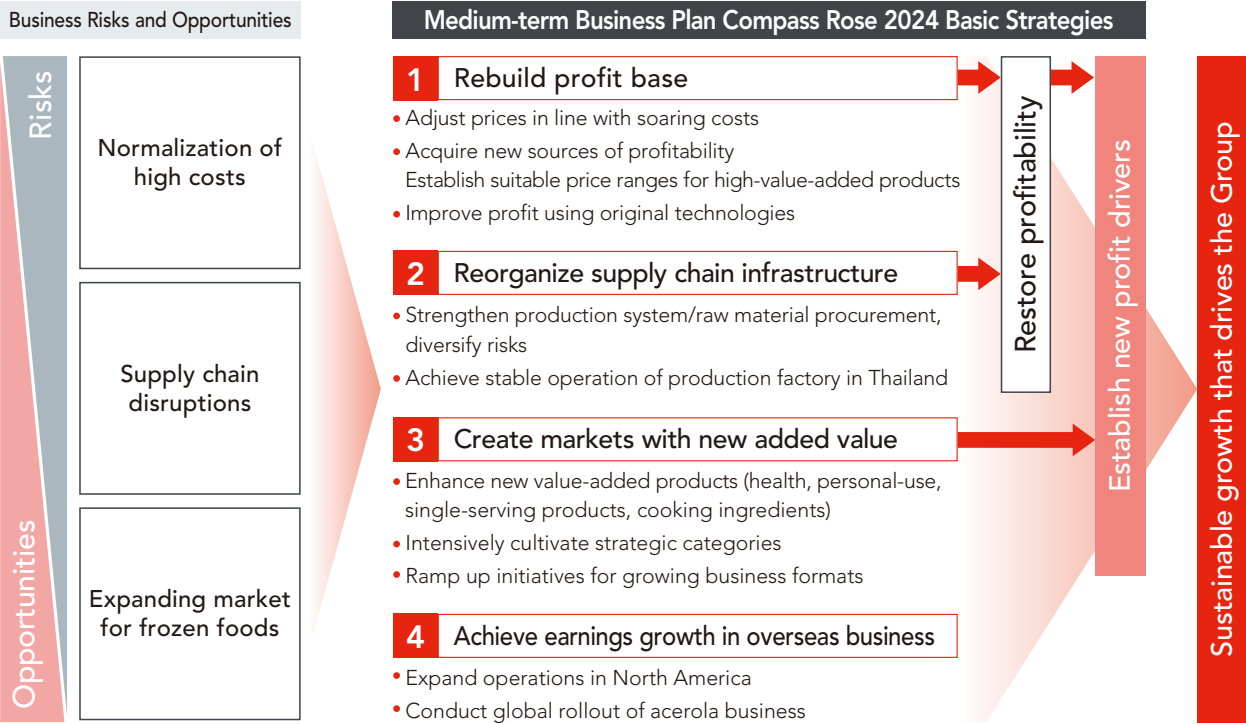 Business Risks and Opportunities
Risks
Opportunities
Normalization of
high costs
Supply chain
disruptions
Expanding market
for frozen foods
Medium-term Business Plan Compass Rose 2024 Basic Strategies
1 Rebuild profit base
• Adjust prices in line with soaring costs
• Acquire new sources of profitability
Establish suitable price ranges for high-value-added products
• Improve profit using original technologies
2 Reorganize supply chain infrastructure
• Strengthen production system/raw material procurement,
diversify risks
• Achieve stable operation of production factory in Thailand
3 Create markets with new added value
• Enhance new value-added products (health, personal-use,
single-serving products, cooking ingredients)
• Intensively cultivate strategic categories
• Ramp up initiatives for growing business formats
4 Achieve earnings growth in overseas business
• Expand operations in North America
• Conduct global rollout of acerola business
Restore profitability
Establish new profit drivers
Sustainable growth that drives the Group